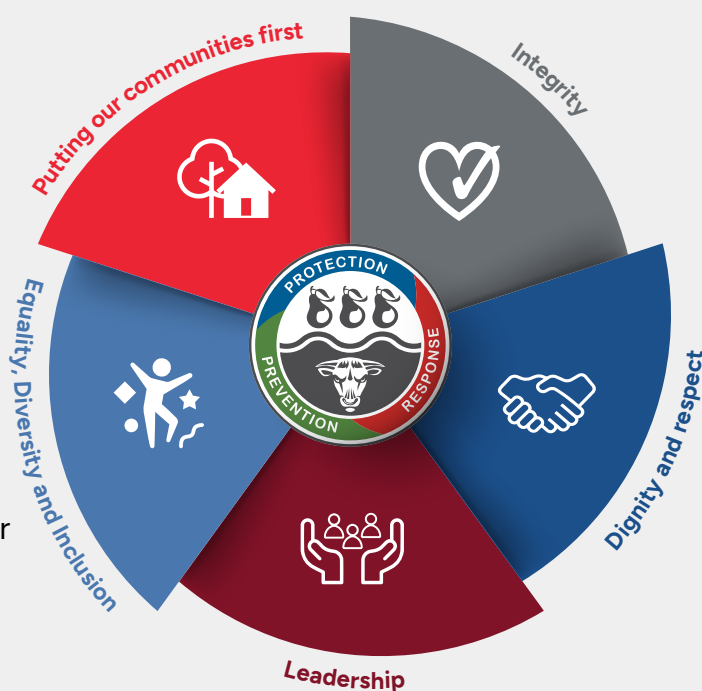 Putting our communities first
Integrity
Dignity and respect
Leadership
Equality, Diversity and Inclusion
PROTECTION
RESPONSE
PREVENTION
r